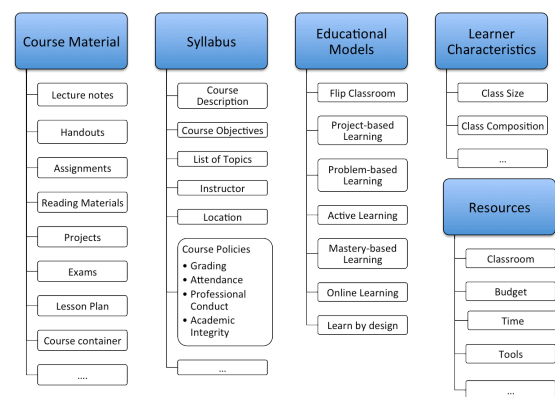 Course Material
Lecture notes
Handouts
Assignments
Reading Materials
Projects
Exams
Lesson Plan
Course container
....
Syllabus
Course
Description
Course Objectives
List of Topics
Instructor
Location
Course Policies
• Grading
• Attendance
• Professional
Conduct
• Academic
Integrity
...
Educational
Models
Flip Classroom
Project-based
Learning
Problem-based
Learning
Active Learning
Mastery-based
Learning
Online Learning
Learn by design
Learner
Characteristics
Class Size
Class Composition
...
Resources
Classroom
Budget
Time
Tools
...